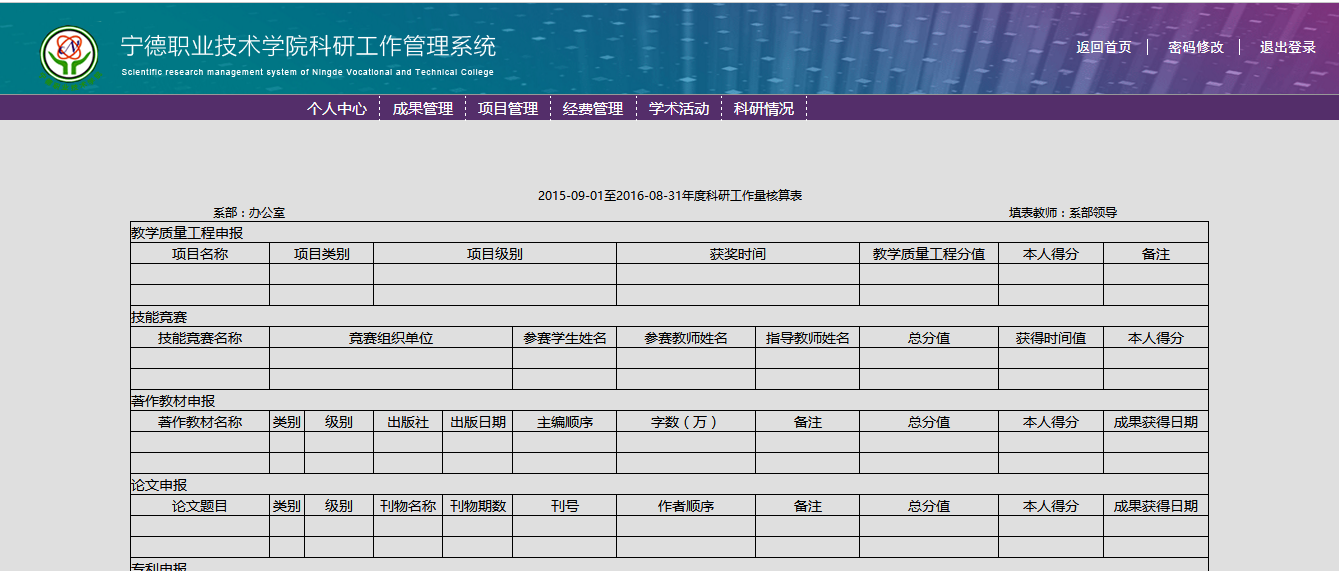 宁德职业技术学院科研工作管理系统
Scientific research management system of Ningde Vocational and Technical College
返回首页 密码修改 退出登录
个人中心 成果管理 项目管理 经费管理 学术活动 科研情况
2015-09-01至2016-08-31年度科研工作量核算表
系部：办公室 填表教师：系部领导
教学质量工程申报
项目名称 项目类别 项目级别 获奖时间 教学质量工程分值 本人得分 备注
技能竞赛
技能竞赛名称 竞赛组织单位 参赛学生姓名 参赛教师姓名 指导教师姓名 总分值 获得时间值 本人得分
著作教材申报
著作教材名称 类别 级别 出版社 出版日期 主编顺序 字数（万） 备注 总分值 本人得分 成果获得日期
论文申报
论文题目 类别 级别 刊物名称 刊物期数 刊号 作者顺序 备注 总分值 本人得分 成果获得日期
专利申报